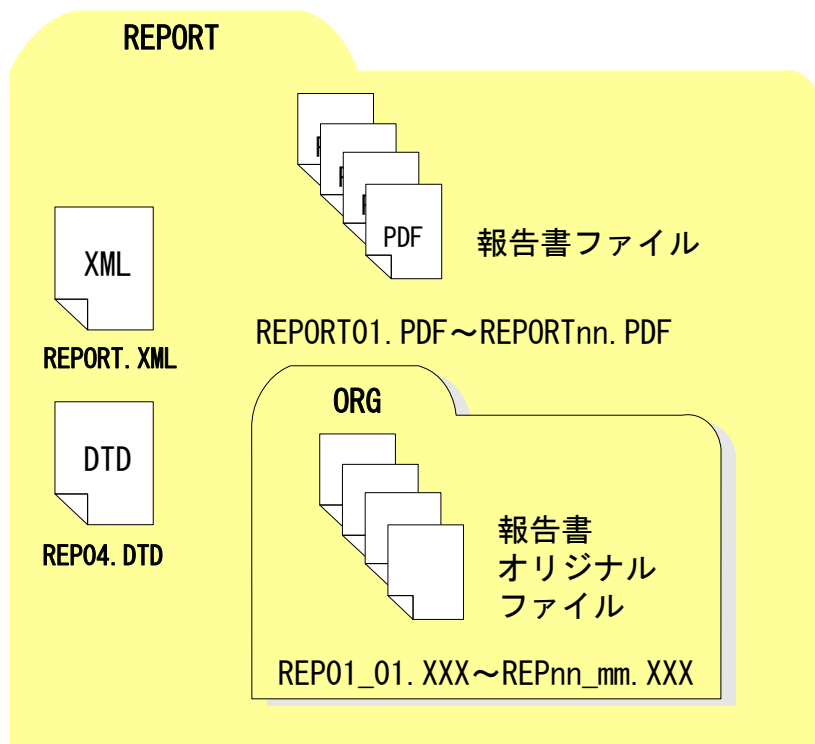 REPORT
PDF
報告書ファイル
XML
REPORT.XML
REPORT01.PDF～REPORTnn.PDF
ORG
DTD
REP04.DTD
報告書
オリジナル
ファイル
REP01_01.XXX～REPnn_mm.XXX